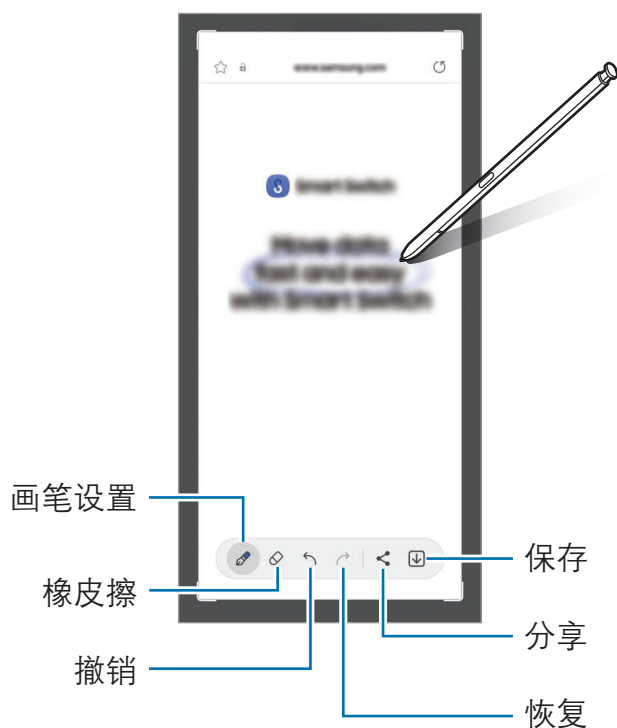 www.samsung.com
Smart Switch
Move data
fast and easy
with Smart Switch
画笔设置
橡皮擦
撤销
保存
分享
恢复